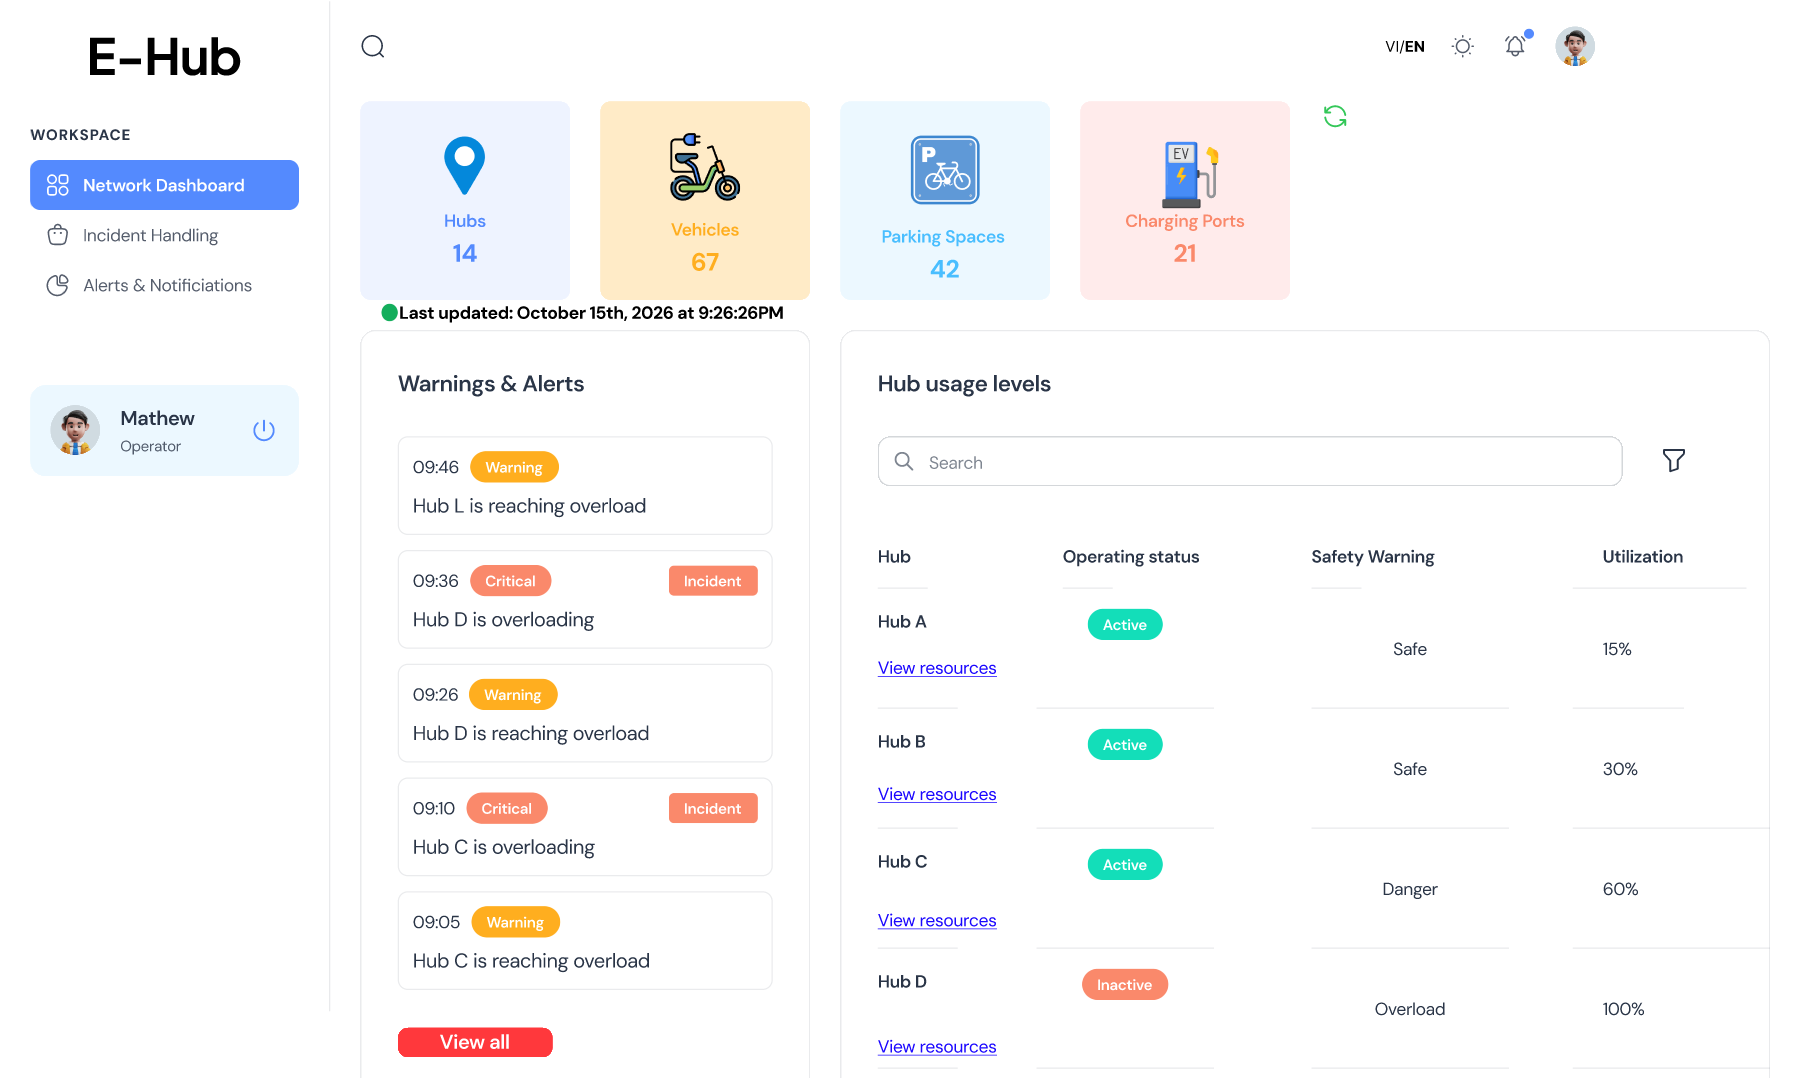 E-Hub
VI/EN
WORKSPACE
Network Dashboard
Incident Handling
Alerts & Notificiations
Mathew
Operator
Hubs
14
Vehicles
67
P
Parking Spaces
42
EV
Charging Ports
21
Last updated: October 15th, 2026 at 9:26:26PM
Warnings & Alerts
09:46 Warning
Hub L is reaching overload
09:36 Critical Incident
Hub D is overloading
09:26 Warning
Hub D is reaching overload
09:10 Critical Incident
Hub C is overloading
09:05 Warning
Hub C is reaching overload
View all
Hub usage levels
Search
Hub Operating status Safety Warning Utilization
Hub A Active
Safe 15%
View resources
Hub B Active
Safe 30%
View resources
Hub C Active
Danger 60%
View resources
Hub D Inactive
Overload 100%
View resources